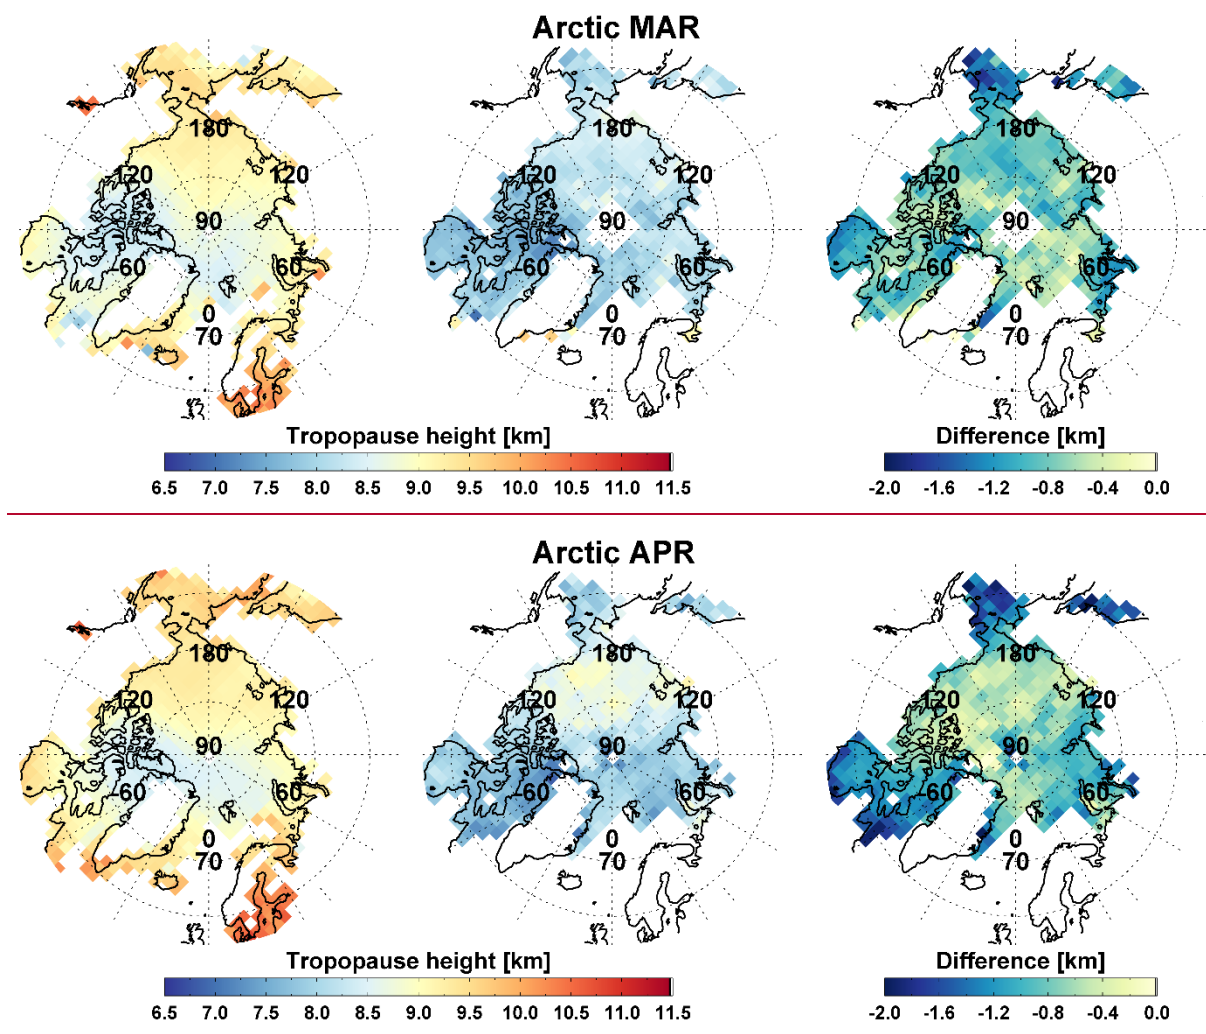 Arctic MAR
180 180 180
120 120 120 120 120 120
90 90 90
60 60 60 60 60 60
0 0 0
70 70 70
Tropopause height [km] Difference [km]
6.5 7.0 7.5 8.0 8.5 9.0 9.5 10.0 10.5 11.0 11.5 -2.0 -1.6 -1.2 -0.8 -0.4 0.0
Arctic APR
180 180 180
120 120 120 120 120 120
90 90 90
60 60 60 60 60 60
0 0 0
70 70 70
Tropopause height [km] Difference [km]
6.5 7.0 7.5 8.0 8.5 9.0 9.5 10.0 10.5 11.0 11.5 -2.0 -1.6 -1.2 -0.8 -0.4 0.0